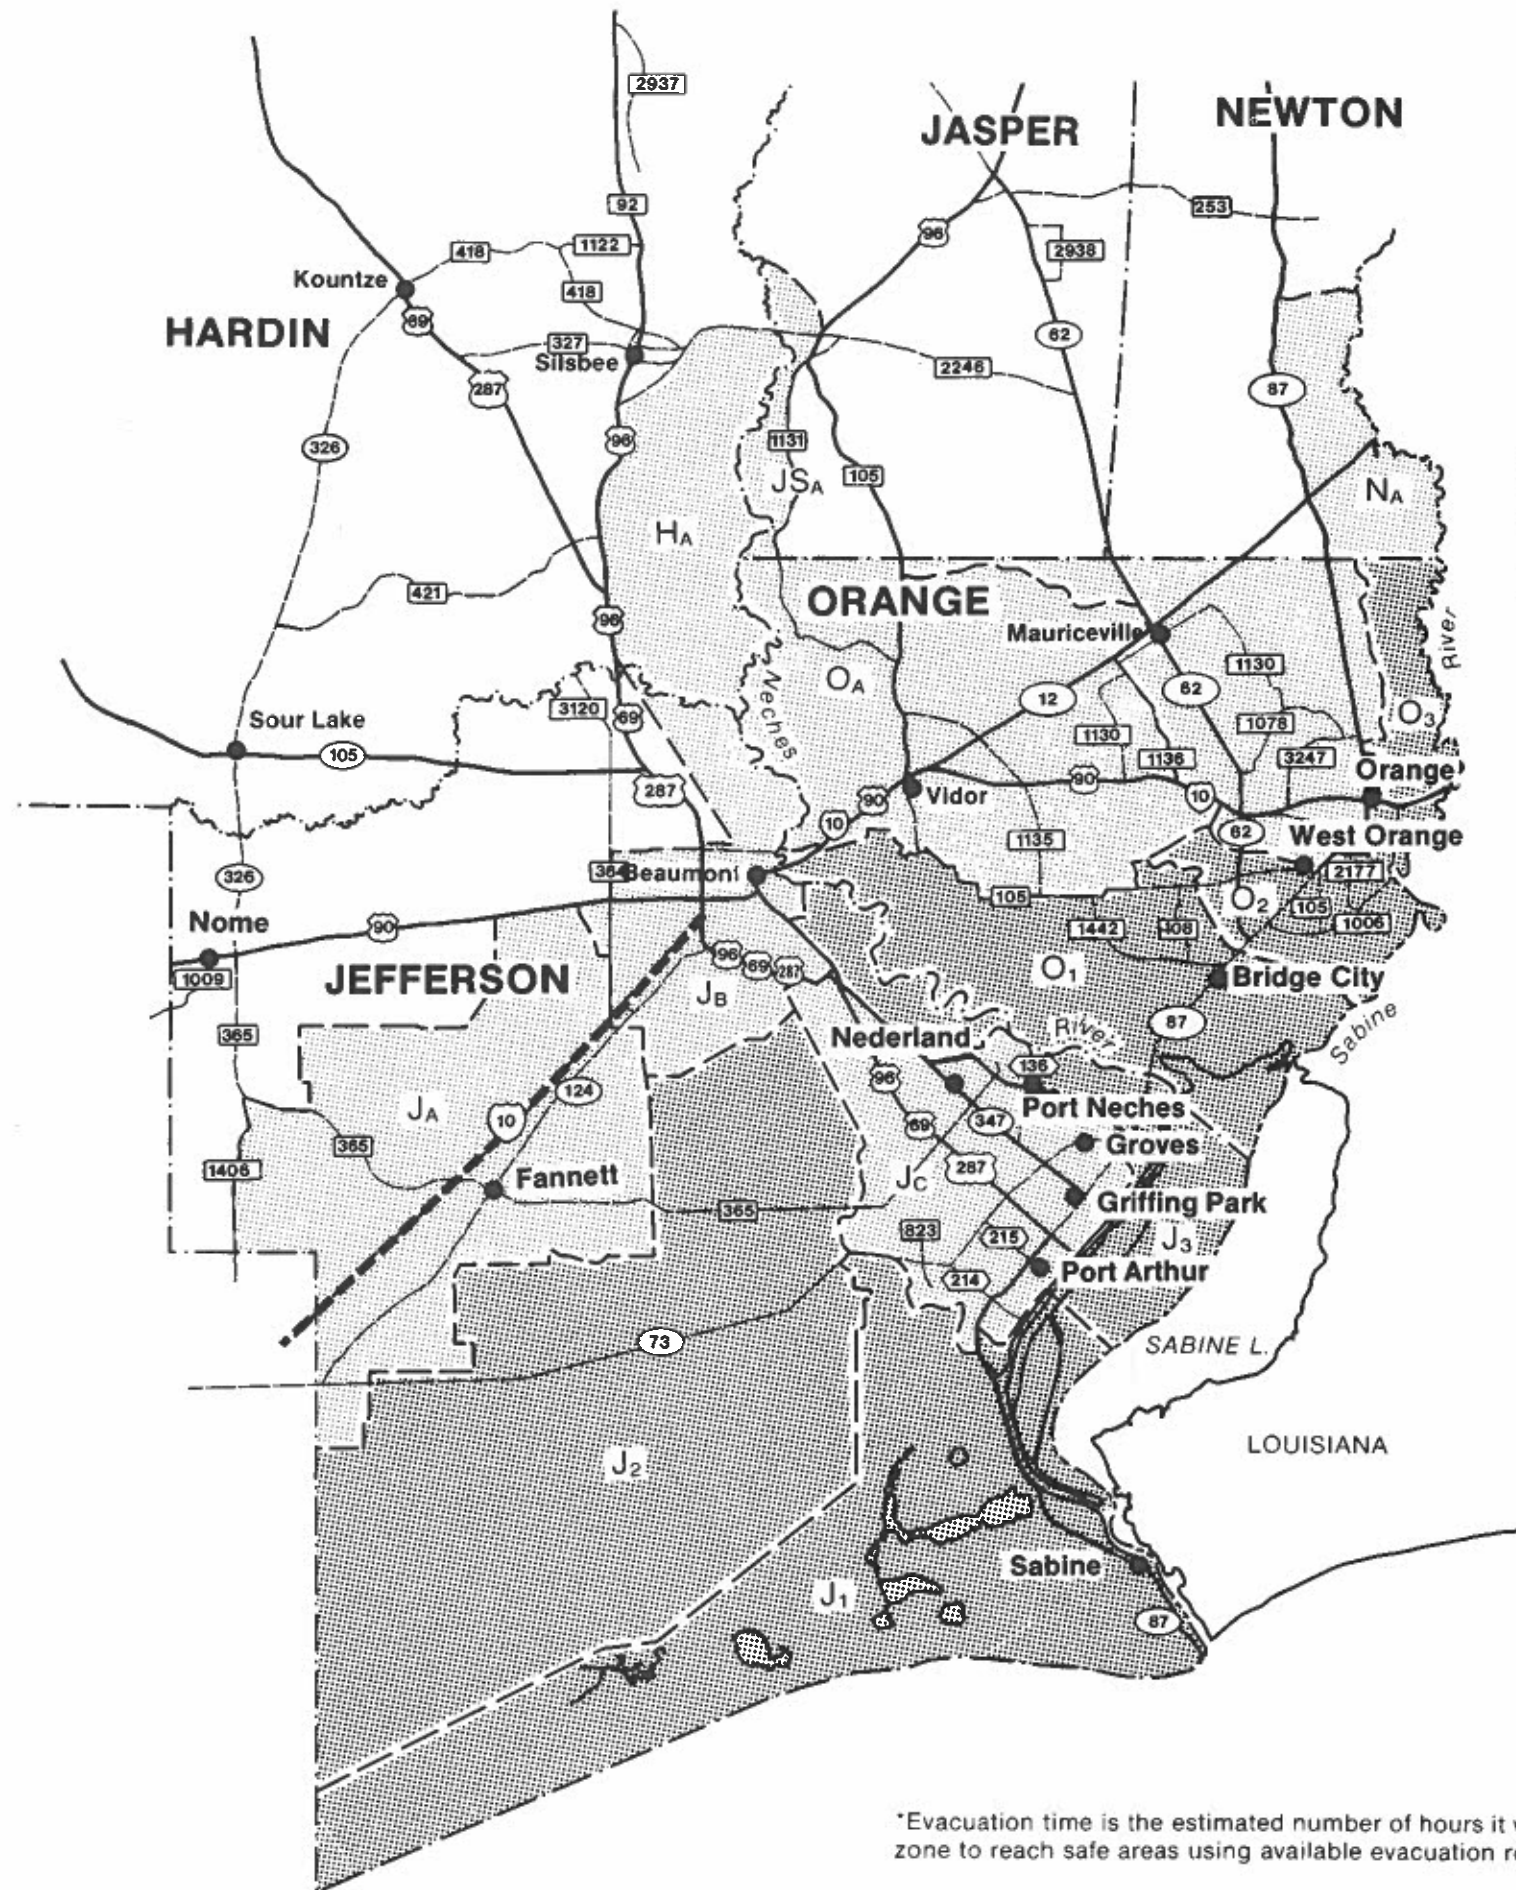 2937
JASPER
NEWTON
92
253
96
2938
418
1122
Kountze
418
69
HARDIN
327
Silsbee
62
2246
287
87
326
96
1131
JSA
105
NA
HA
421
ORANGE
96
Mauriceville
River
1130
OA
12
62
Neches
3120
69
Sour Lake
O3
1078
1130
105
1136
3247
Orange
90
287
Vidor
90
10
10
62
West Orange
1135
364
Beaumont
2177
326
105
O2
105
Nome
90
1442
408
1006
96
69
287
O1
1009
JEFFERSON
Bridge City
JB
87
365
Nederland
River
Sabine
136
96
124
JA
10
Port Neches
69
347
365
Groves
1406
287
Fannett
JC
Griffing Park
365
823
215
J3
214
Port Arthur
73
SABINE L.
LOUISIANA
J2
Sabine
J1
87
*Evacuation time is the estimated number of hours it
zone to reach safe areas using available evacuation